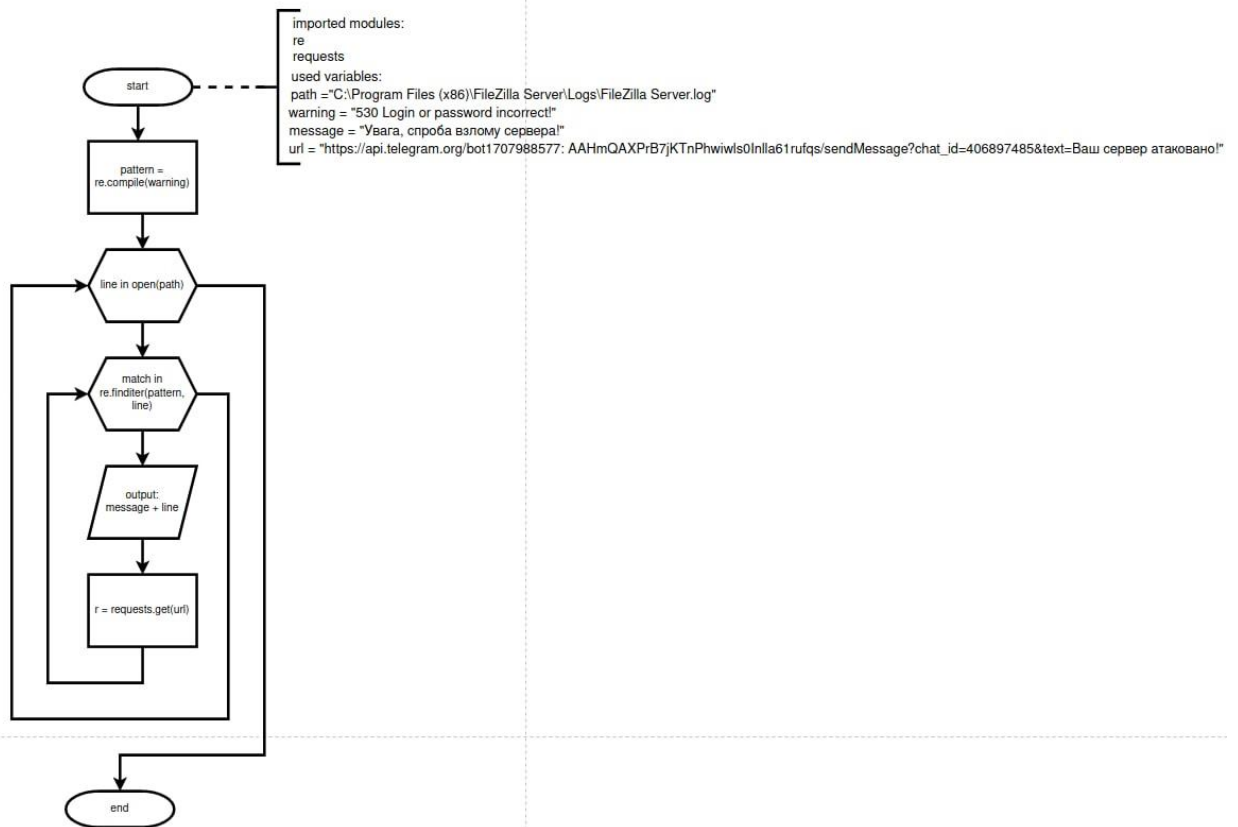 imported modules:
re
requests
used variables:
path ="C:\Program Files (x86)\FileZilla Server\Logs\FileZilla Server.log"
warning = "530 Login or password incorrect!"
message = "Увага, спроба взлому сервера!"
url = "https://api.telegram.org/bot1707988577: AAHmQAXPrB7jKTnPhwiwls0Inlla61rufqs/sendMessage?chat_id=406897485&text=Ваш сервер атаковано!"
start
pattern =
re.compile(warning)
line in open(path)
match in
re.finditer(pattern,
line)
output:
message + line
r = requests.get(url)
end